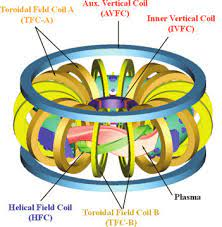 Toroidal Field Coil A
(TFC-A)
Aux. Vertical Coil
(AVFC)
Inner Vertical Coil
(IVFC)
Plasma
Helical Field Coil
(HFC)
Toroidal Field Coil B
(TFC-B)